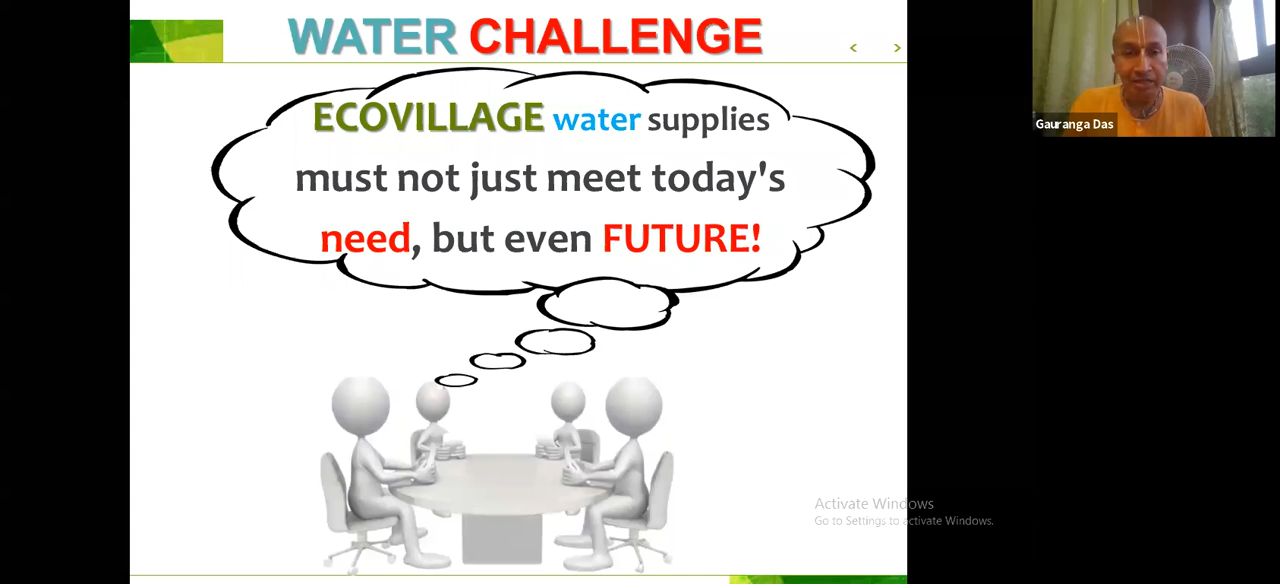 WATER CHALLENGE
ECOVILLAGE water supplies
must not just meet today's
need, but even FUTURE!
Gauranga Das
Activate Windows
Go to Settings to activate Windows.